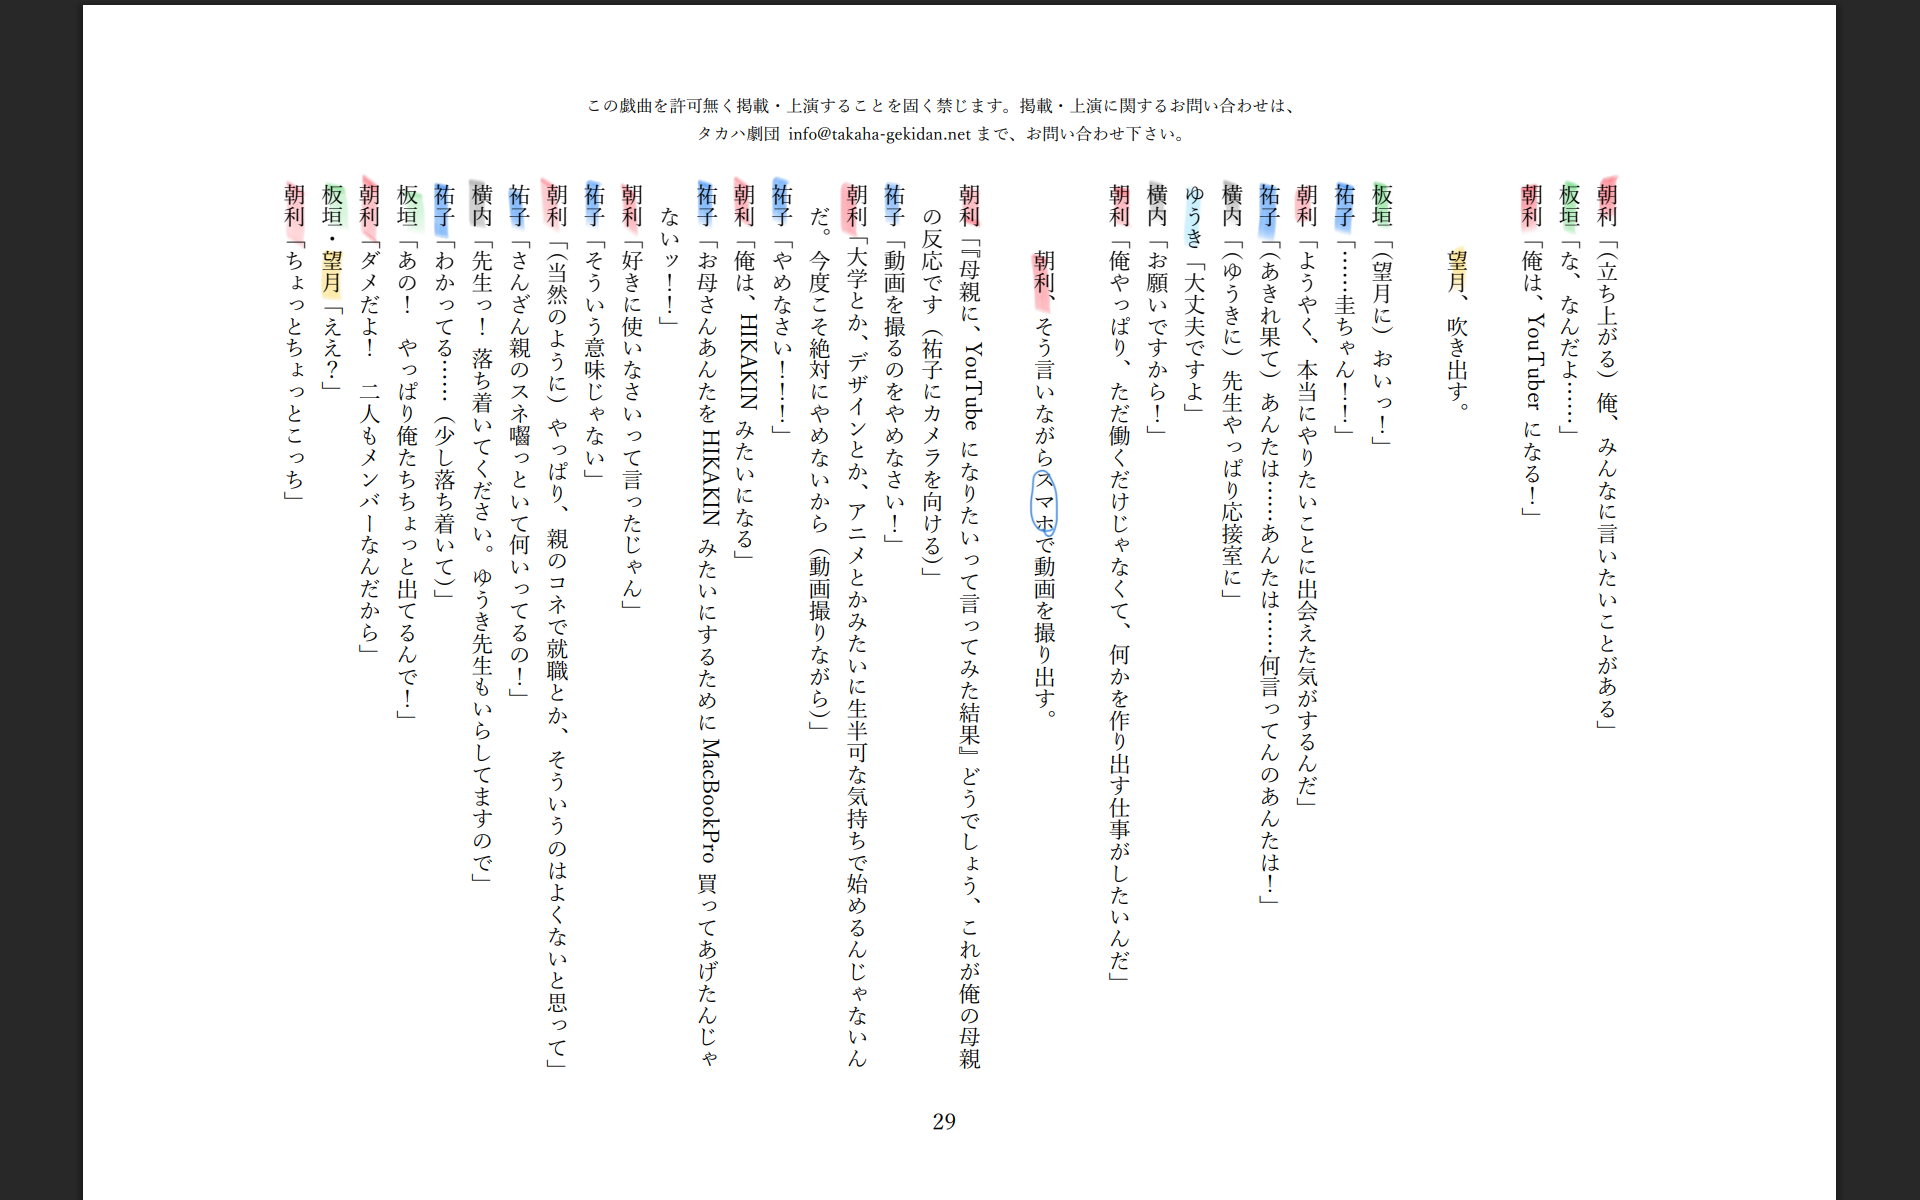 この戯曲を許可無く掲載・上演することを固く禁じます。掲載・上演に関するお問い合わせは、
タカハ劇団 info@takaha-gekidan.net まで、お問い合わせ下さい。
朝利「(立ち上がる) 俺、みんなに言いたいことがある」
板垣「な、なんだよ……」
朝利「俺は、YouTuber になる！」
望月、吹き出す。
板垣「(望月に) おいっ！」
祐子「……圭ちゃん！！」
朝利「ようやく、本当にやりたいことに出会えた気がするんだ」
祐子「(あきれ果て) あんたは……あんたは……何言ってんのあんたは！」
横内「(ゆうきに) 先生やっぱり応接室に」
ゆうき「大丈夫ですよ」
横内「お願いですから！」
朝利「俺やっぱり、ただ働くだけじゃなくて、何かを作り出す仕事がしたいんだ」
朝利、そう言いながらスマホで動画を撮り出す。
朝利「『母親に、YouTube になりたいって言ってみた結果』どうでしょう、これが俺の母親
の反応です (祐子にカメラを向ける)」
祐子「動画を撮るのをやめなさい！」
朝利「大学とか、デザインとか、アニメとかみたいに生半可な気持ちで始めるんじゃないん
だ。今度こそ絶対にやめないから (動画撮りながら)」
祐子「やめなさい！！！」
朝利「俺は、HIKAKIN みたいになる」
祐子「お母さんあんたを HIKAKIN みたいにするために MacBookPro 買ってあげたんじゃ
ないッ！！」
朝利「好きに使いなさいって言ったじゃん」
祐子「そういう意味じゃない」
朝利「(当然のように) やっぱり、親のコネで就職とか、そういうのはよくないと思って」
祐子「さんざん親のスネ囓っといて何いってるの！」
横内「先生っ！ 落ち着いてください。ゆうき先生もいらしてますので」
祐子「わかってる……(少し落ち着いて)」
板垣「あの！ やっぱり俺たちちょっと出てるんで！」
朝利「ダメだよ！ 二人もメンバーなんだから」
板垣・望月「ええ？」
朝利「ちょっとちょっとこっち」
29